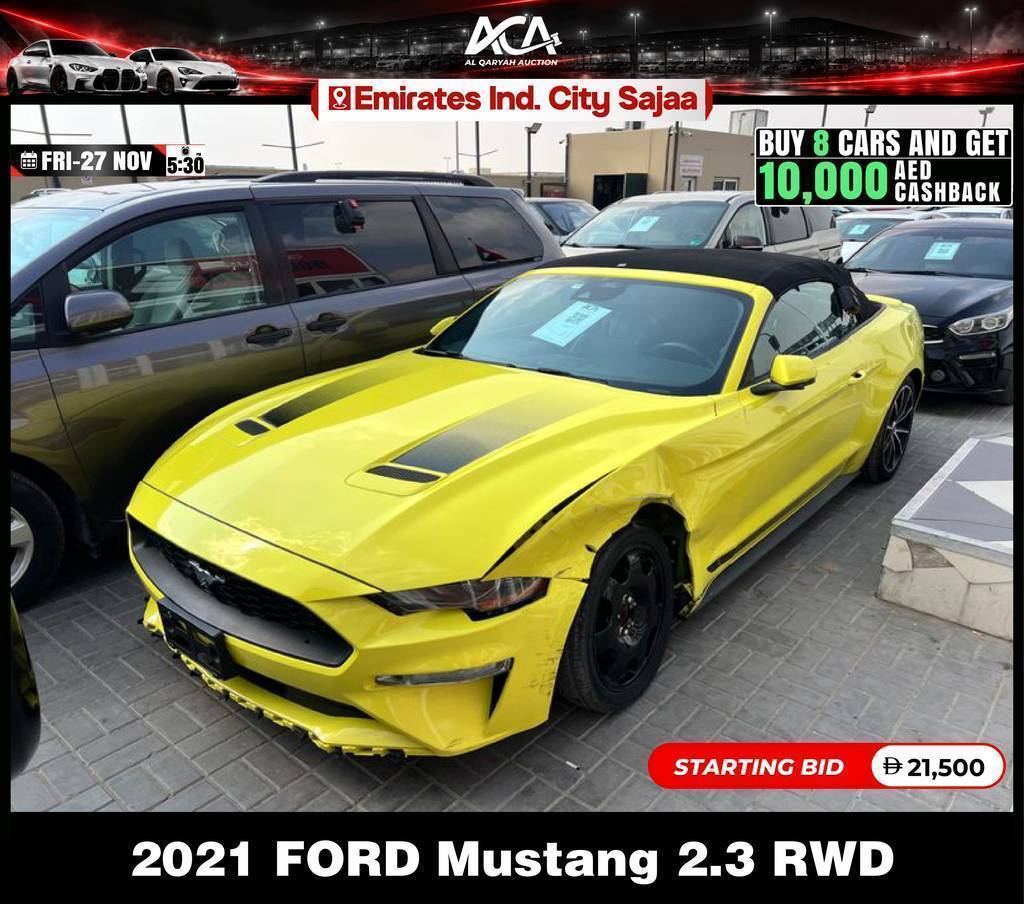 ACA
AL QARYAH AUCTION
Emirates Ind. City Sajaa
FRI-27 NOV 5:30
BUY 8 CARS AND GET
10,000 AED CASHBACK
STARTING BID 21,500
2021 FORD Mustang 2.3 RWD